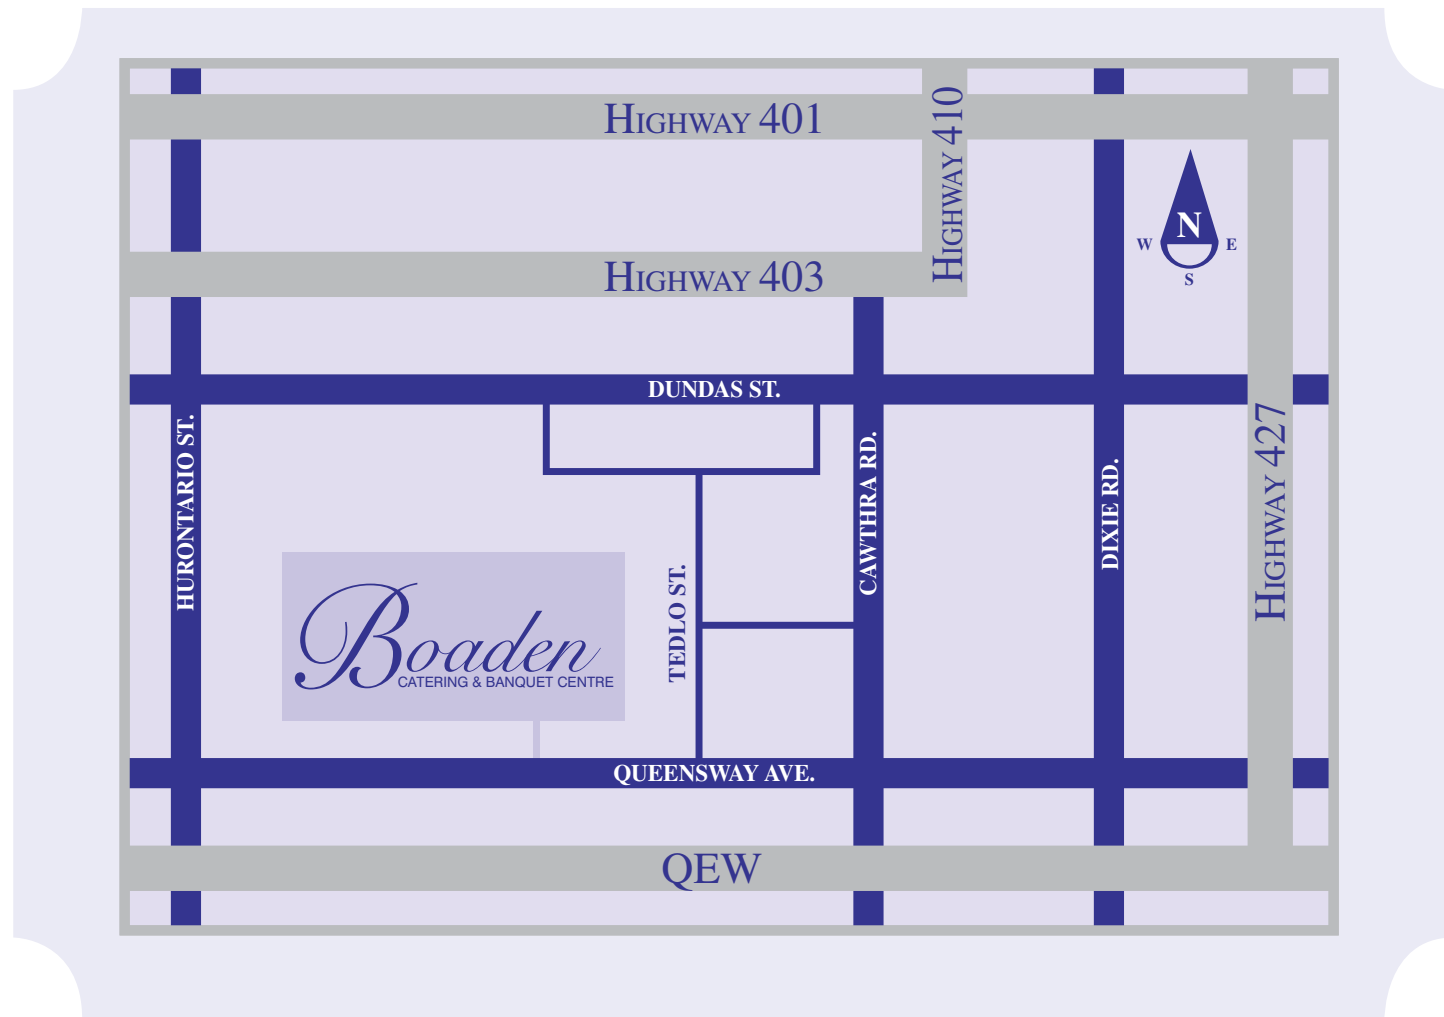 HIGHWAY 401
HIGHWAY 410
N
W
E
S
HIGHWAY 403
DUNDAS ST.
HURONTARIO ST.
CAWTHRA RD.
DIXIE RD.
HIGHWAY 427
TEDLO ST.
Boaden
CATERING & BANQUET CENTRE
QUEENSWAY AVE.
QEW